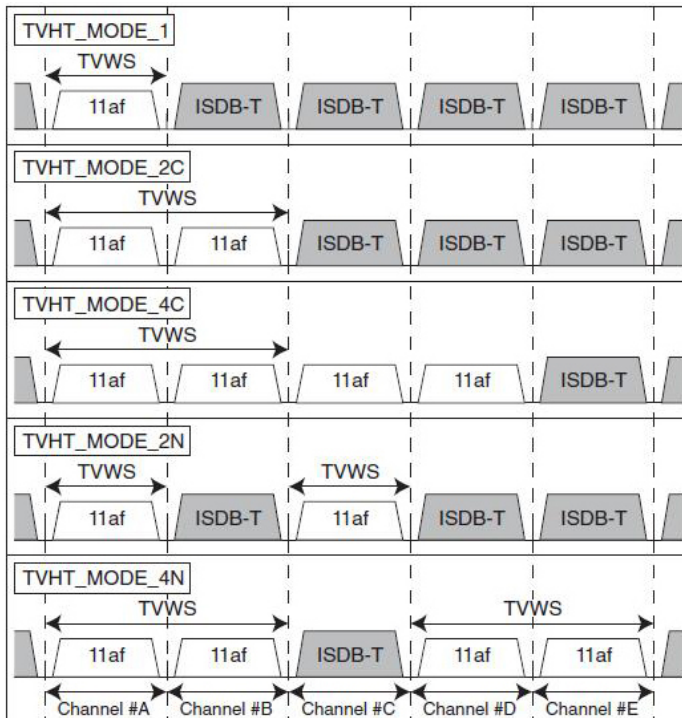 TVHT_MODE_1
TVWS
11af ISDB-T ISDB-T ISDB-T ISDB-T
TVHT_MODE_2C
TVWS
11af 11af ISDB-T ISDB-T ISDB-T
TVHT_MODE_4C
TVWS
11af 11af 11af 11af ISDB-T
TVHT_MODE_2N
TVWS TVWS
11af ISDB-T 11af ISDB-T ISDB-T
TVHT_MODE_4N
TVWS TVWS
11af 11af ISDB-T 11af 11af
Channel #A Channel #B Channel #C Channel #D Channel #E